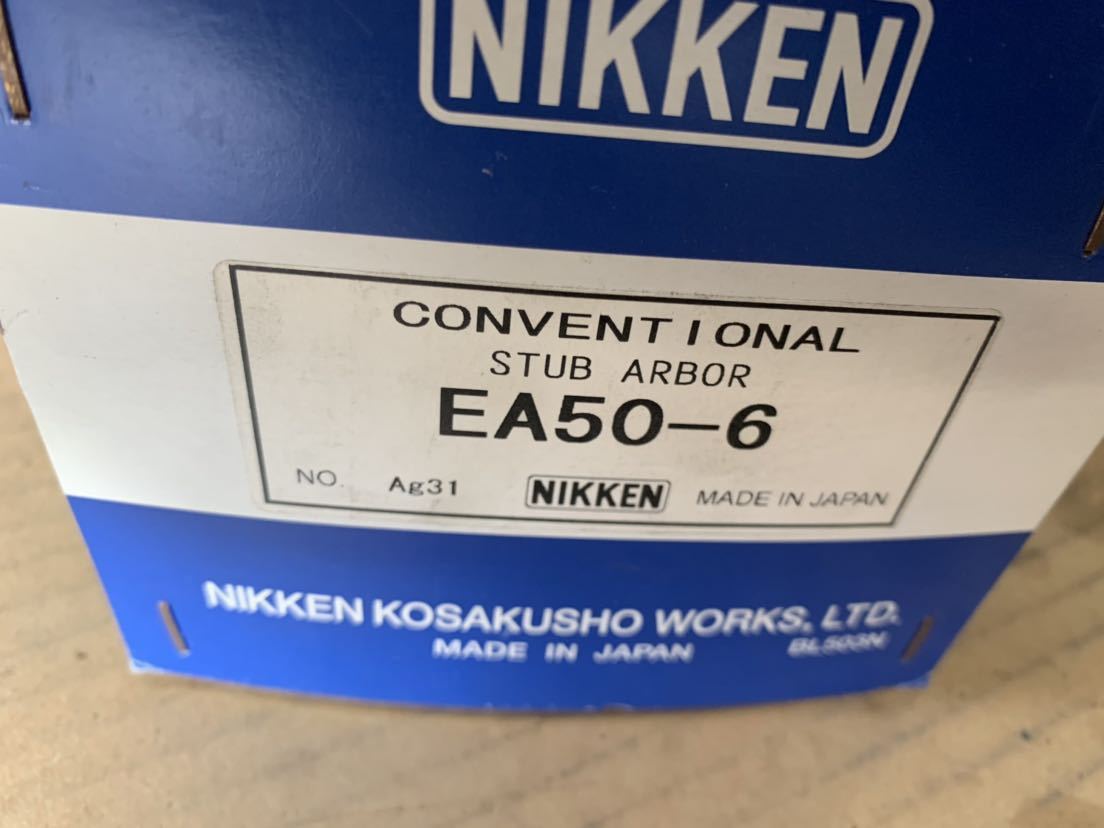 NIKKEN
CONVENTIONAL
STUB ARBOR
EA50-6
NO. Ag31 NIKKEN MADE IN JAPAN
NIKKEN KOSAKUSHO WORKS, LTD.
MADE IN JAPAN BL503N